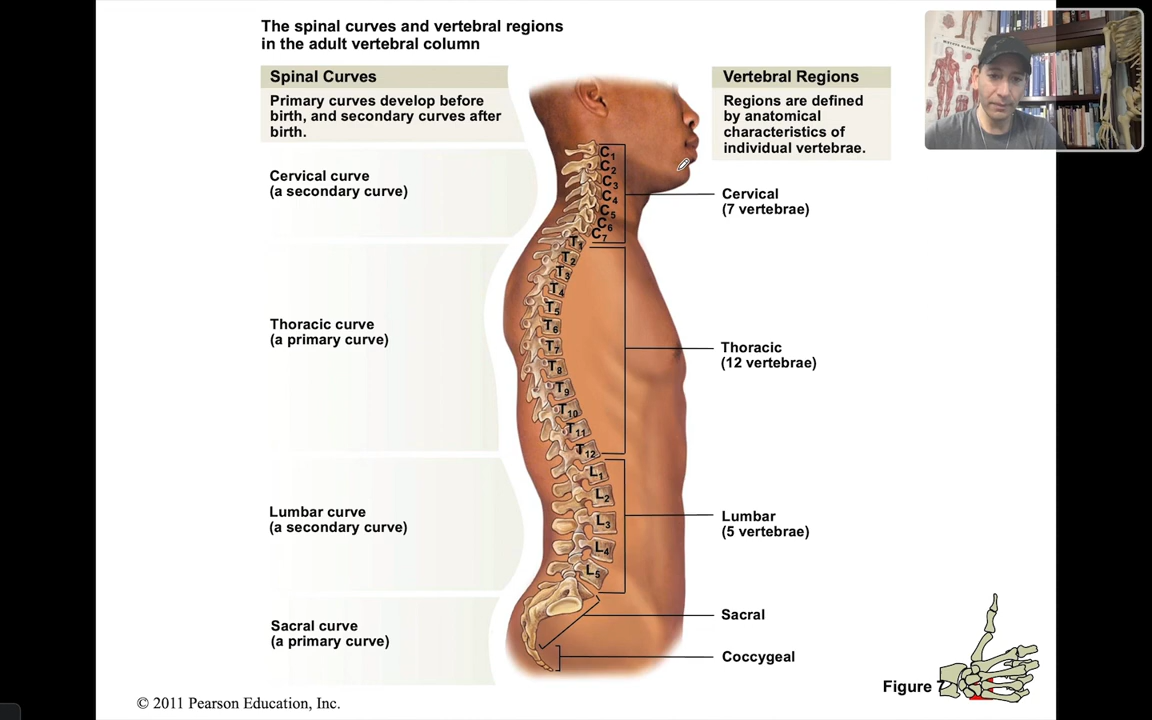 The spinal curves and vertebral regions
in the adult vertebral column
Spinal Curves
Primary curves develop before
birth, and secondary curves after
birth.
Cervical curve
(a secondary curve)
Thoracic curve
(a primary curve)
Lumbar curve
(a secondary curve)
Sacral curve
(a primary curve)
C1
C2
C3
C4
C5
C6
C7
T1
T2
T3
T4
T5
T6
T7
T8
T9
T10
T11
T12
L1
L2
L3
L4
L5
Vertebral Regions
Regions are defined
by anatomical
characteristics of
individual vertebrae.
Cervical
(7 vertebrae)
Thoracic
(12 vertebrae)
Lumbar
(5 vertebrae)
Sacral
Coccygeal
Figure 7
© 2011 Pearson Education, Inc.